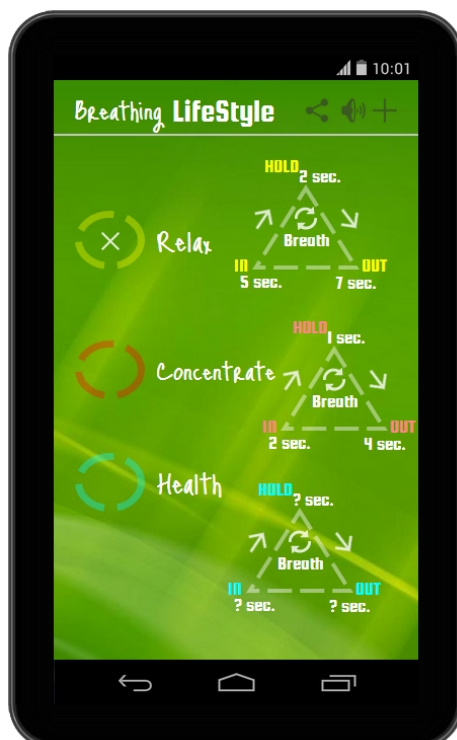 10:01
Breathing LifeStyle
HOLD
2 sec.
Relax
Breath
IN
OUT
5 sec.
7 sec.
HOLD
1 sec.
Concentrate
Breath
IN
OUT
2 sec.
4 sec.
Health
HOLD
? sec.
Breath
IN
OUT
? sec.
? sec.